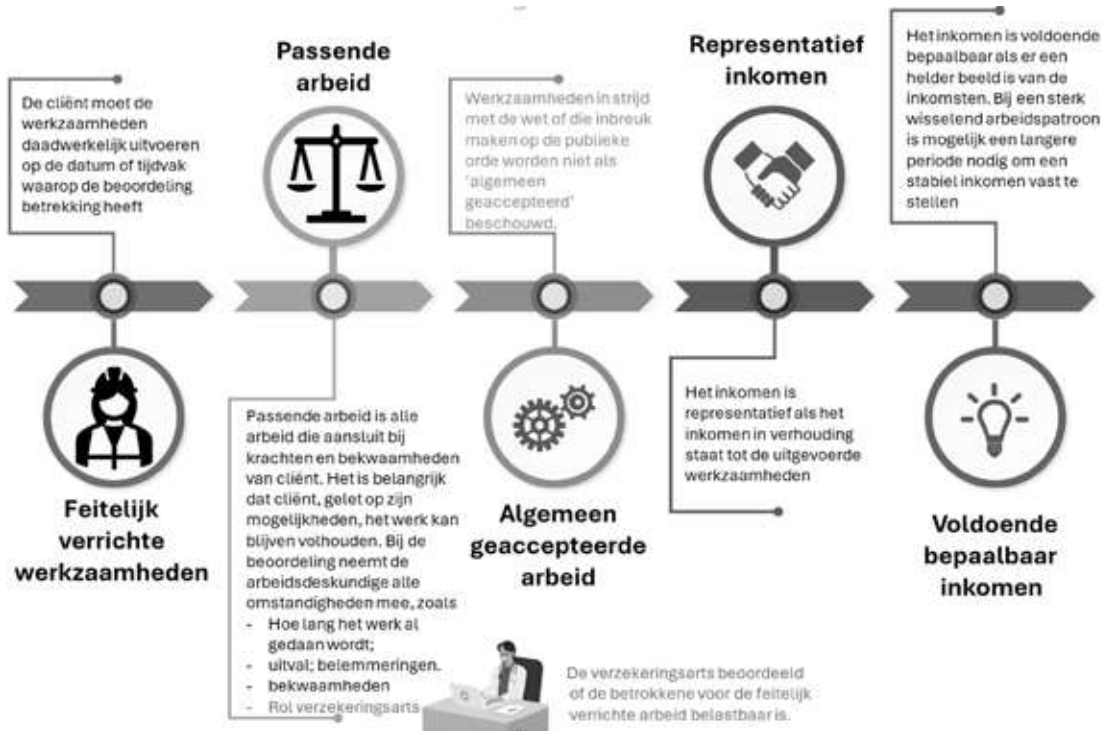 De cliënt moet de
werkzaamheden
daadwerkelijk uitvoeren
op de datum of tijdvak
waarop de beoordeling
betrekking heeft
Feitelijk
verrichte
werkzaamheden
Passende
arbeid
Passende arbeid is alle
arbeid die aansluit bij
krachten en bekwaamheden
van cliënt. Het is belangrijk
dat cliënt, gelet op zijn
mogelijkheden, het werk kan
blijven volhouden. Bij de
beoordeling neemt de
arbeidsdeskundige alle
omstandigheden mee, zoals
- Hoe lang het werk al
gedaan wordt;
- uitval; belemmeringen.
- bekwaamheden
- Rol verzekeringsarts
Werkzaamheden in strijd
met de wet of die inbreuk
maken op de publieke
orde worden niet als
'algemeen
geaccepteerd'
beschouwd.
Algemeen
geaccepteerde
arbeid
De verzekeringsarts beoordeeld
of de betrokkene voor de feitelijk
verrichte arbeid belastbaar is.
Representatief
inkomen
Het inkomen is
representatief als het
inkomen in verhouding
staat tot de uitgevoerde
werkzaamheden
Het inkomen is voldoende
bepaalbaar als er een
helder beeld is van de
inkomsten. Bij een sterk
wisselend arbeidspatroon
is mogelijk een langere
periode nodig om een
stabiel inkomen vast te
stellen
Voldoende
bepaalbaar
inkomen